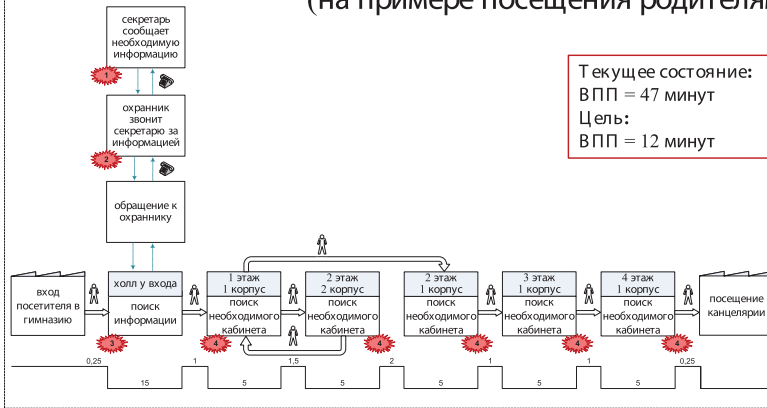 (на примере посещения родителям
секретарь
сообщает
необходимую
информацию
1
охранник
звонит
секретарю за
информацией
2
обращение к
охраннику
Текущее состояние:
ВПП = 47 минут
Цель:
ВПП = 12 минут
вход
посетителя в
гимназию
холл у входа
поиск
информации
3
1 этаж
1 корпус
поиск
необходимого
кабинета
4
2 этаж
2 корпус
поиск
необходимого
кабинета
4
2 этаж
1 корпус
поиск
необходимого
кабинета
4
3 этаж
1 корпус
поиск
необходимого
кабинета
4
4 этаж
1 корпус
поиск
необходимого
кабинета
4
посещение
канцелярии
0,25 1 1,5 2 1 1 0,25
15 5 5 5 5 5